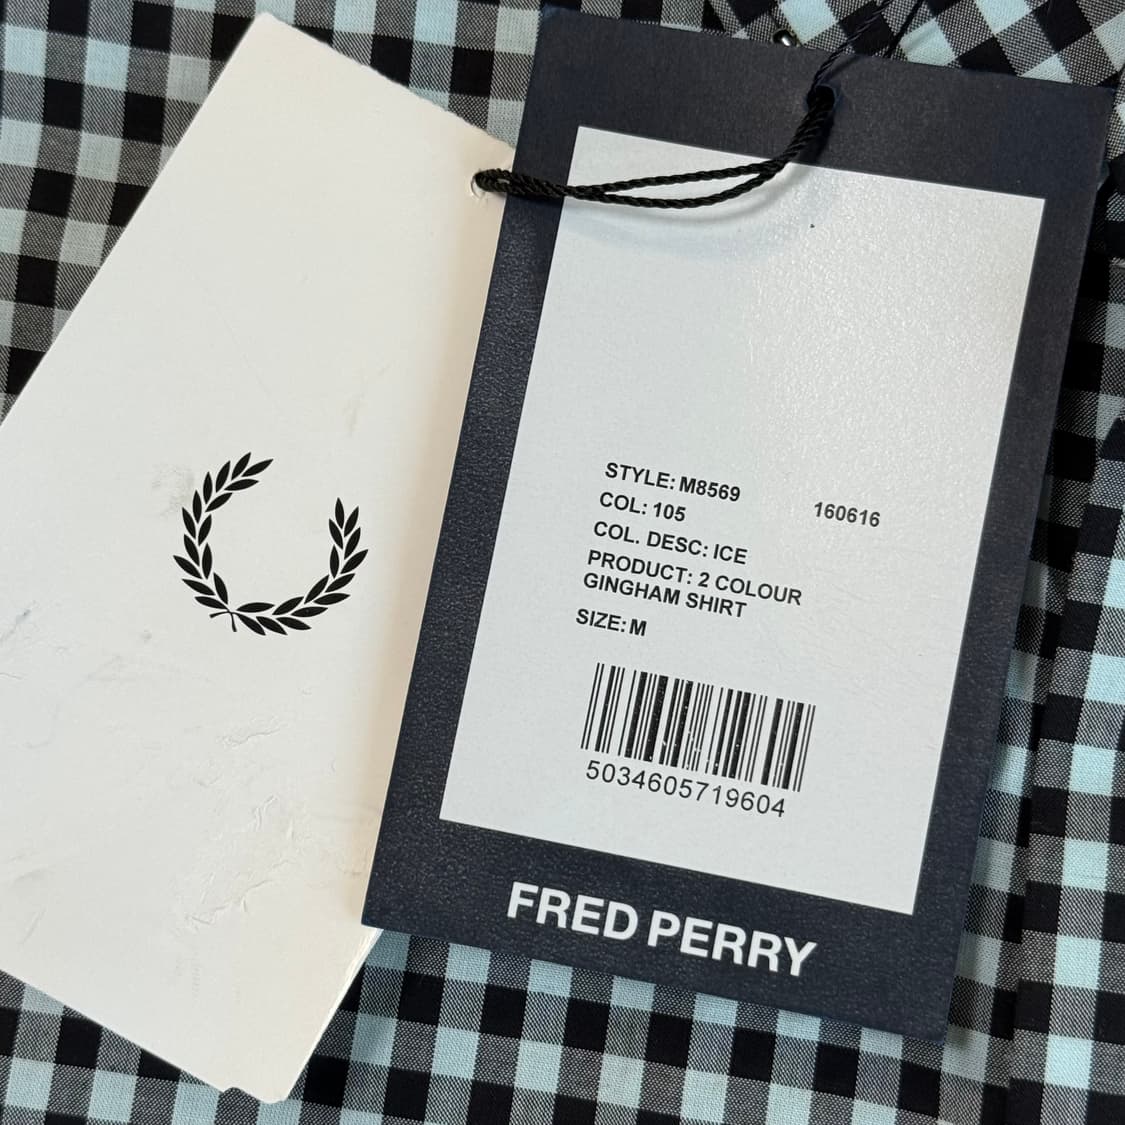 STYLE: M8569 160616
COL: 105
COL. DESC: ICE
PRODUCT: 2 COLOUR
GINGHAM SHIRT
SIZE: M
5034605719604
FRED PERRY